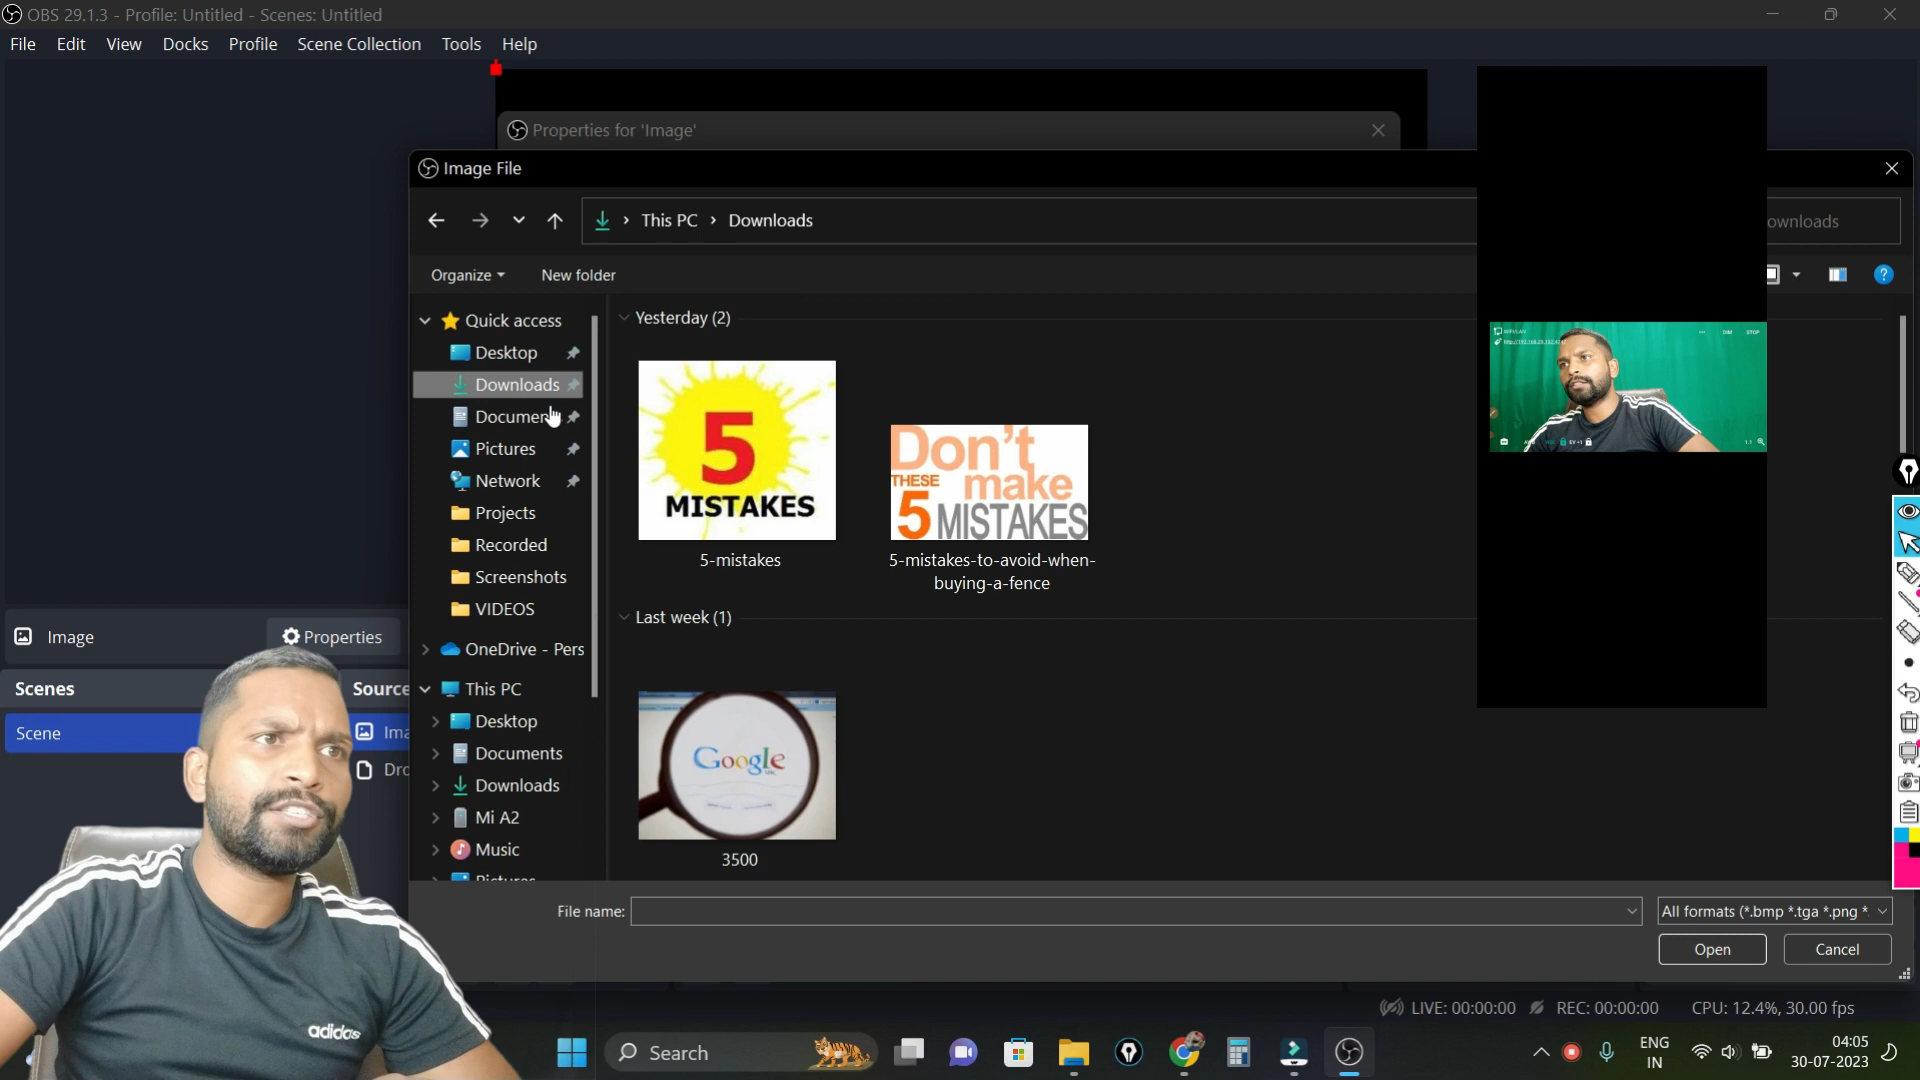 OBS 29.1.3 - Profile: Untitled - Scenes: Untitled
File Edit View Docks Profile Scene Collection Tools Help
Properties for 'Image'
Image File
This PC > Downloads
ownloads
Organize New folder
Quick access
Desktop
Downloads
Documen
Pictures
Network
Projects
Recorded
Screenshots
VIDEOS
OneDrive - Pers
This PC
Desktop
Documents
Downloads
Mi A2
Music
Pictures
Yesterday (2)
5
MISTAKES
5-mistakes
Don't
THESE make
5 MISTAKES
5-mistakes-to-avoid-when-
buying-a-fence
Last week (1)
Google
3500
DIM STOP
Image Properties
Scenes
Source
Scene
Ima
Dro
adidas
File name:
All formats (*.bmp *.tga *.png *.
Open Cancel
LIVE: 00:00:00 REC: 00:00:00 CPU: 12.4%, 30.00 fps
Search
ENG
IN
04:05
30-07-2023